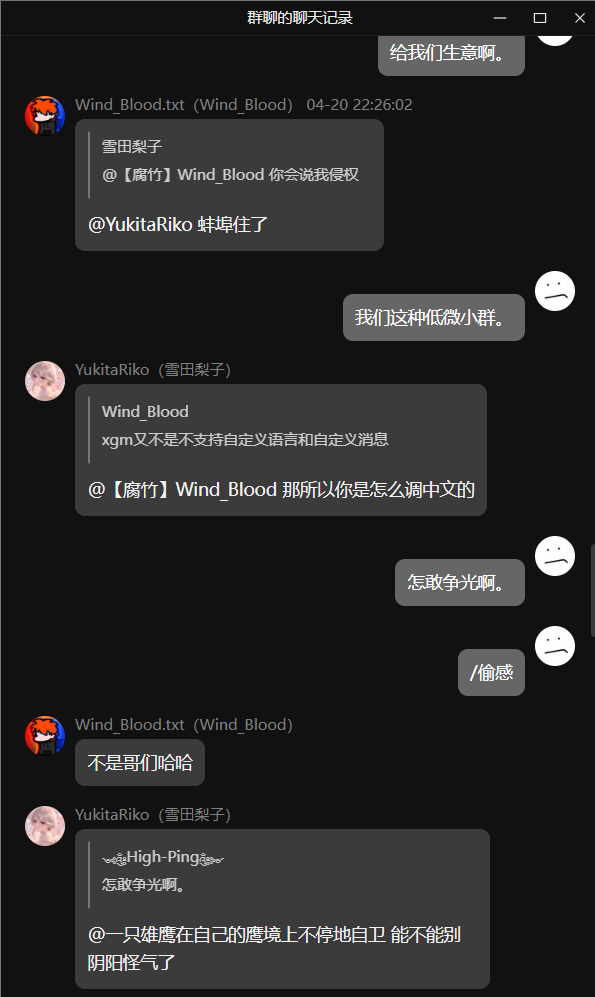 群聊的聊天记录
给我们生意啊。
Wind_Blood.txt（Wind_Blood） 04-20 22:26:02
雪田梨子
@【腐竹】Wind_Blood 你会说我侵权
@YukitaRiko 蚌埠住了
我们这种低微小群。
YukitaRiko（雪田梨子）
Wind_Blood
xgm又不是不支持自定义语言和自定义消息
@【腐竹】Wind_Blood 那所以你是怎么调中文的
怎敢争光啊。
/偷感
Wind_Blood.txt（Wind_Blood）
不是哥们哈哈
YukitaRiko（雪田梨子）
High-Ping
怎敢争光啊。
@一只雄鹰在自己的鹰境上不停地自卫 能不能别
阴阳怪气了